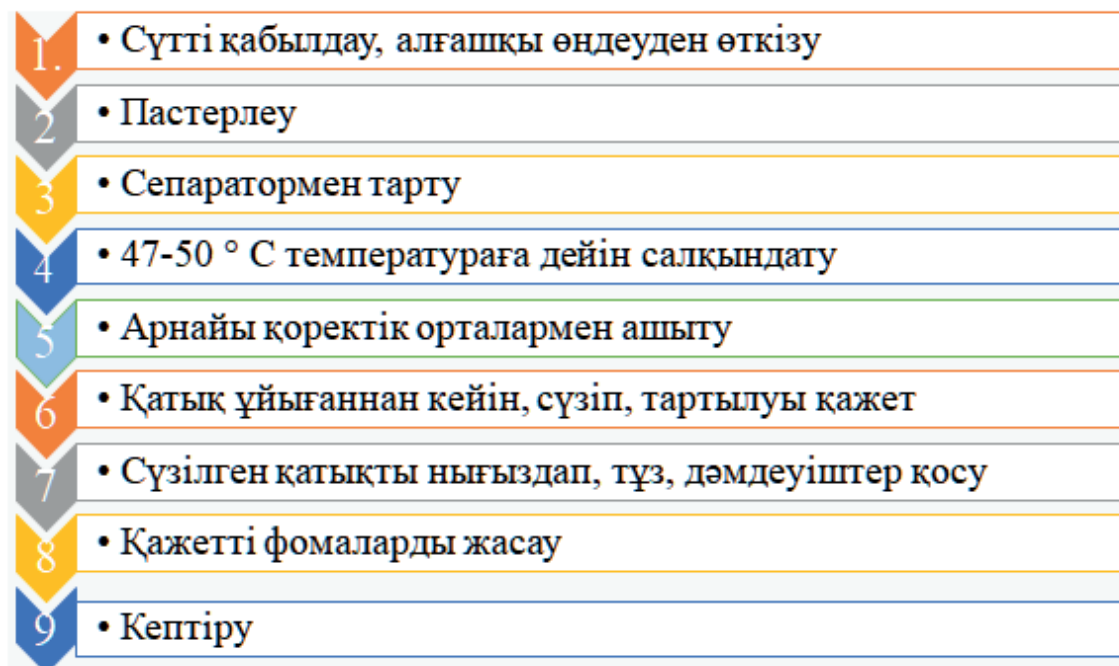 1. • Сүтті қабылдау, алғашқы өңдеуден өткізу
2 • Пастерлеу
3 • Сепаратормен тарту
4 • 47-50 ° С температураға дейін салқындату
5 • Арнайы қоректік орталармен ашыту
6 • Қатық ұйығаннан кейін, сүзіп, тартылуы қажет
7 • Сүзілген қатықты нығыздап, тұз, дәмдеуіштер қосу
8 • Қажетті фомаларды жасау
9 • Кептіру